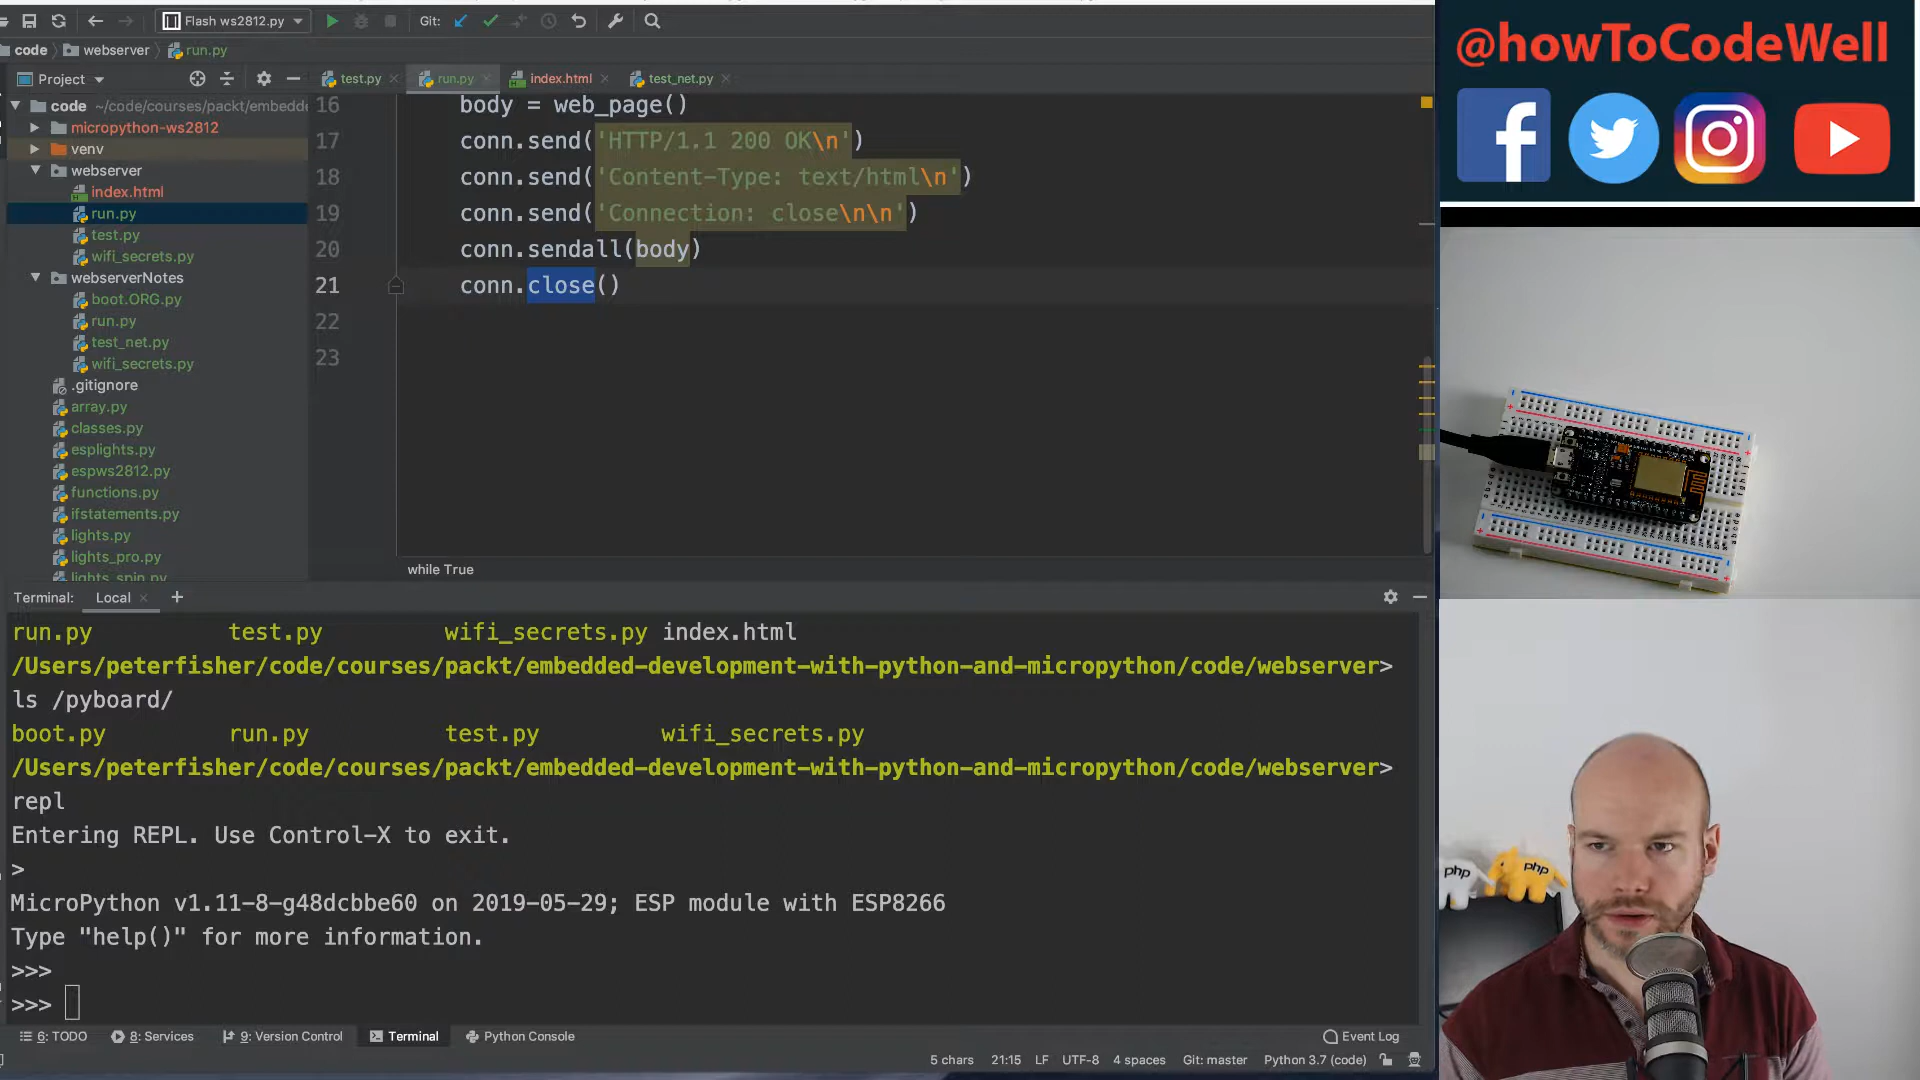 Flash ws2812.py
Git:
code
webserver
run.py
Project
test.py
run.py
index.html
test_net.py
code ~/code/courses/packt/embedde
micropython-ws2812
venv
webserver
index.html
run.py
test.py
wifi_secrets.py
webserverNotes
boot.ORG.py
run.py
test_net.py
wifi_secrets.py
.gitignore
array.py
classes.py
esplights.py
espws2812.py
functions.py
ifstatements.py
lights.py
lights_pro.py
lights_spin.py
16 body = web_page()
17 conn.send('HTTP/1.1 200 OK\n')
18 conn.send('Content-Type: text/html\n')
19 conn.send('Connection: close\n\n')
20 conn.sendall(body)
21 conn.close()
22
23
while True
Terminal: Local
run.py test.py wifi_secrets.py index.html
/Users/peterfisher/code/courses/packt/embedded-development-with-python-and-micropython/code/webserver>
ls /pyboard/
boot.py run.py test.py wifi_secrets.py
/Users/peterfisher/code/courses/packt/embedded-development-with-python-and-micropython/code/webserver>
repl
Entering REPL. Use Control-X to exit.
>
MicroPython v1.11-8-g48dcbbe60 on 2019-05-29; ESP module with ESP8266
Type "help()" for more information.
>>>
>>>
6: TODO
8: Services
9: Version Control
Terminal
Python Console
Event Log
5 chars 21:15 LF UTF-8 4 spaces Git: master Python 3.7 (code)
@howToCodeWell
php
php